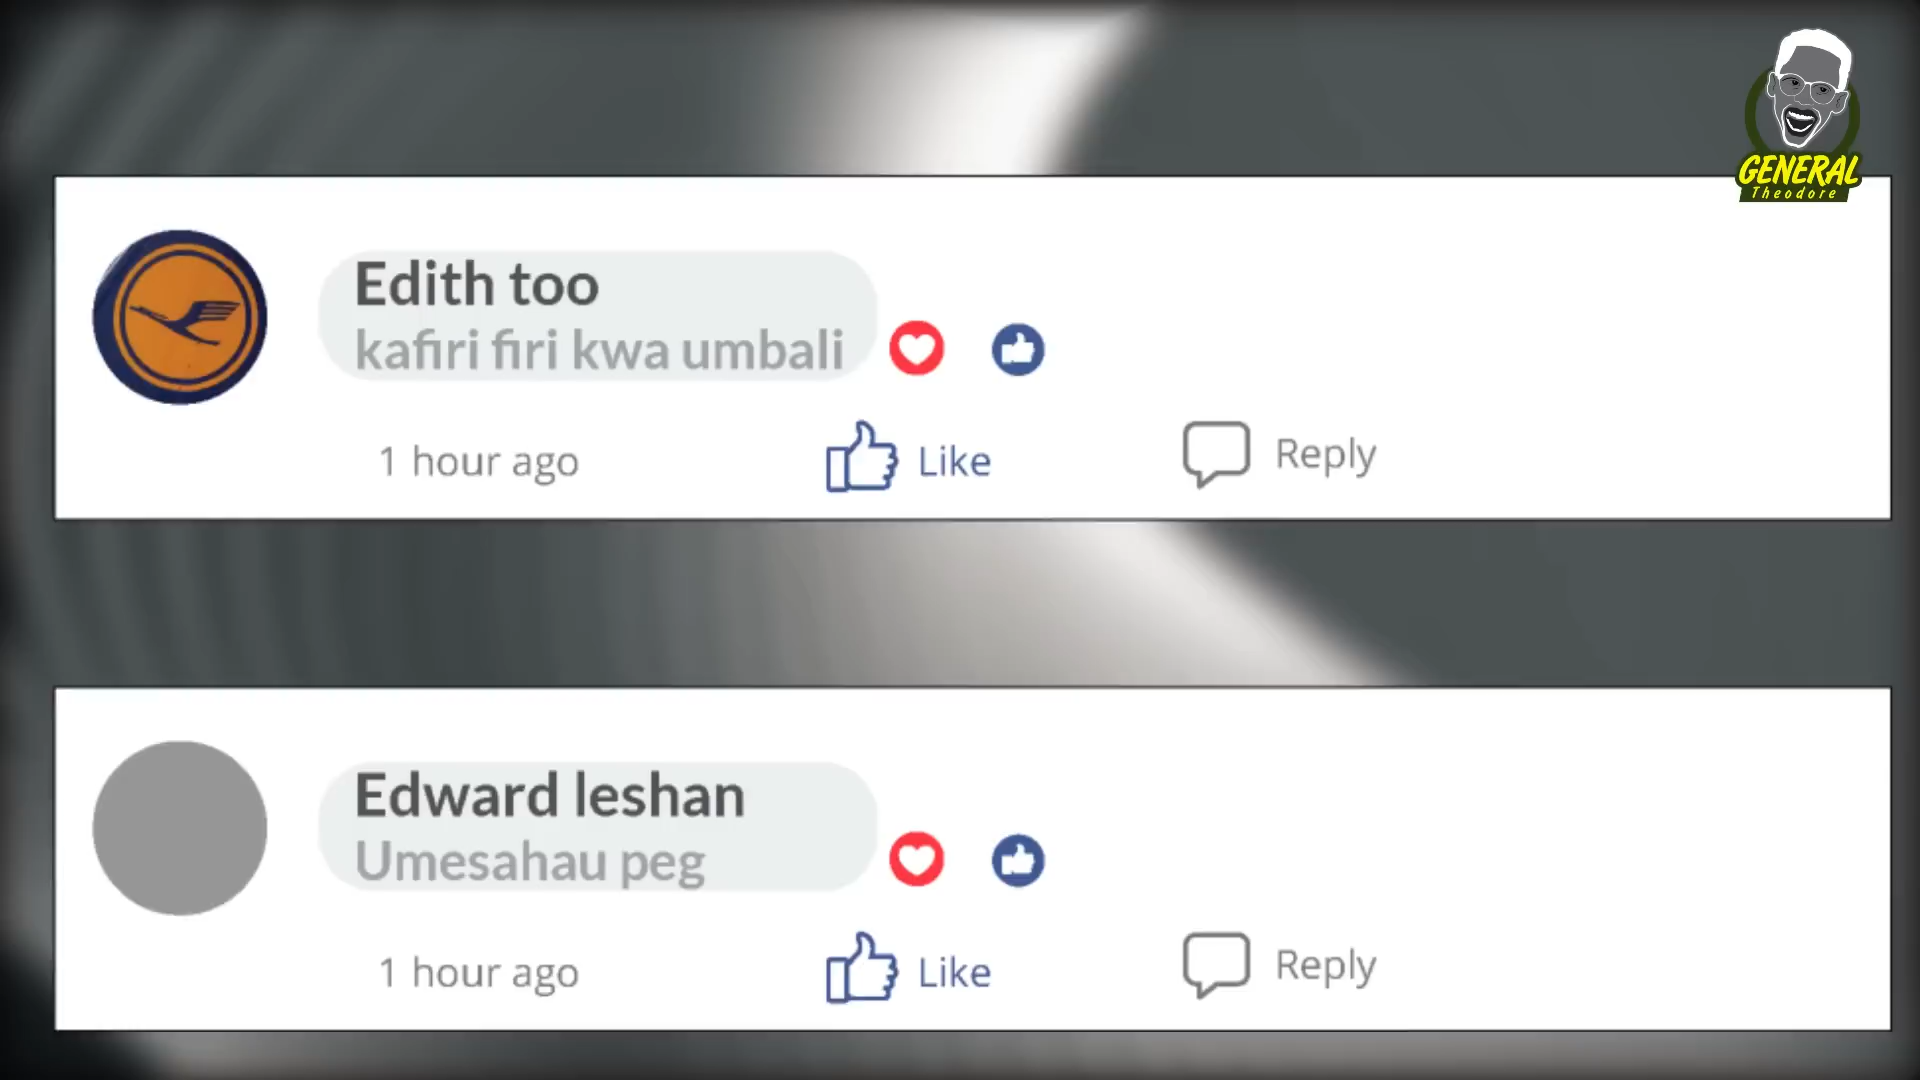 GENERAL
Theodore
Edith too
kafiri firi kwa umbali
1 hour ago
Like
Reply
Edward leshan
Umesahau peg
1 hour ago
Like
Reply